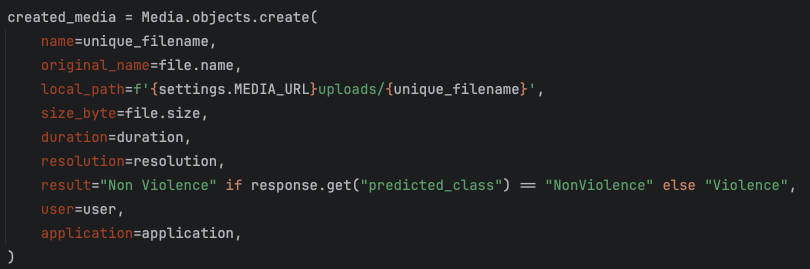 created_media = Media.objects.create(
    name=unique_filename,
    original_name=file.name,
    local_path=f'{settings.MEDIA_URL}uploads/{unique_filename}',
    size_byte=file.size,
    duration=duration,
    resolution=resolution,
    result="Non Violence" if response.get("predicted_class") == "NonViolence" else "Violence",
    user=user,
    application=application,
)